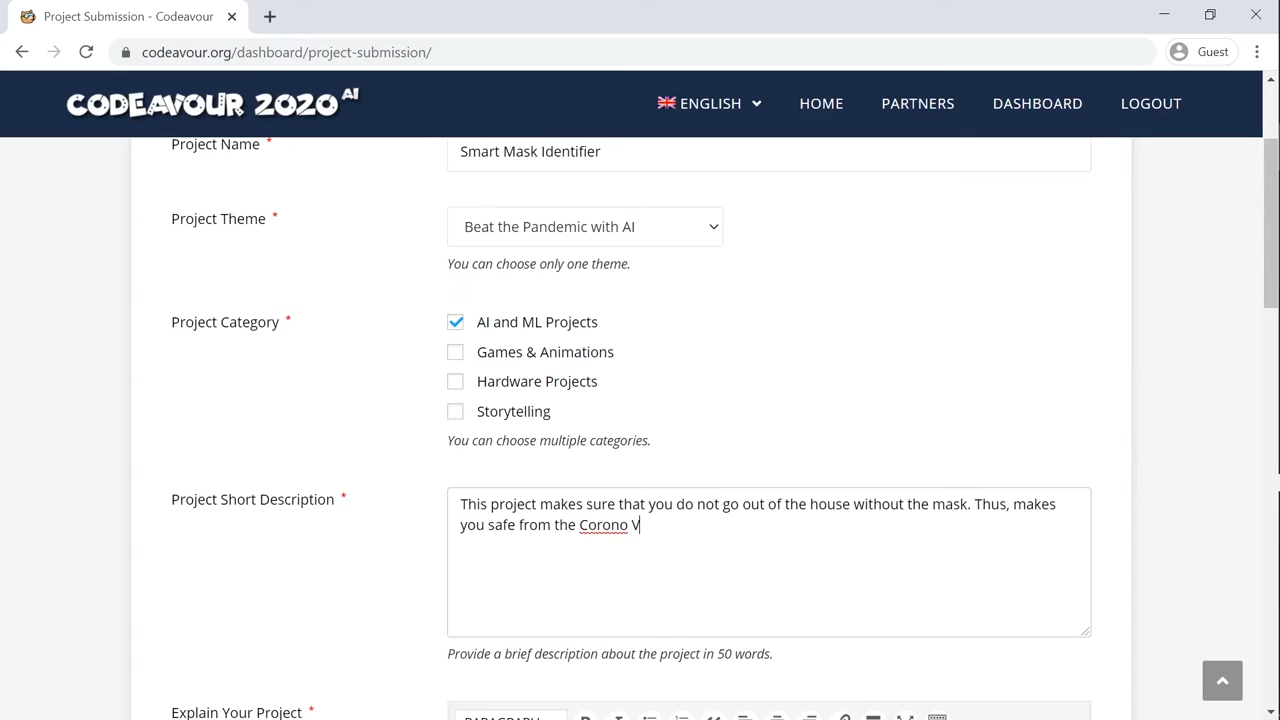 Project Submission - Codeavour
codeavour.org/dashboard/project-submission/
Guest
CODEAVOUR 2020 AI
ENGLISH
HOME
PARTNERS
DASHBOARD
LOGOUT
Project Name *
Smart Mask Identifier
Project Theme *
Beat the Pandemic with AI
You can choose only one theme.
Project Category *
AI and ML Projects
Games & Animations
Hardware Projects
Storytelling
You can choose multiple categories.
Project Short Description *
This project makes sure that you do not go out of the house without the mask. Thus, makes
you safe from the Corono V
Provide a brief description about the project in 50 words.
Explain Your Project *
PARAGRAPH